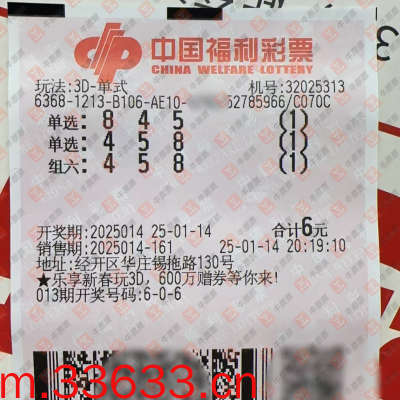 中国福利彩票
CHINA WELFARE LOTTERY
玩法:3D-单式 机号:32025313
6368-1213-B106-AE10- 62785966/C070C
单选: 8 4 5 (1)
单选: 4 5 8 (1)
组六: 4 5 8 (1)
开奖期:2025014 25-01-14 合计6元
销售期:2025014-161 25-01-14 20:19:10
地址:经开区华庄锡拖路130号
★乐享新春玩3D,600万赠券等你来!
013期开奖号码:6-0-6
m.33633.cn